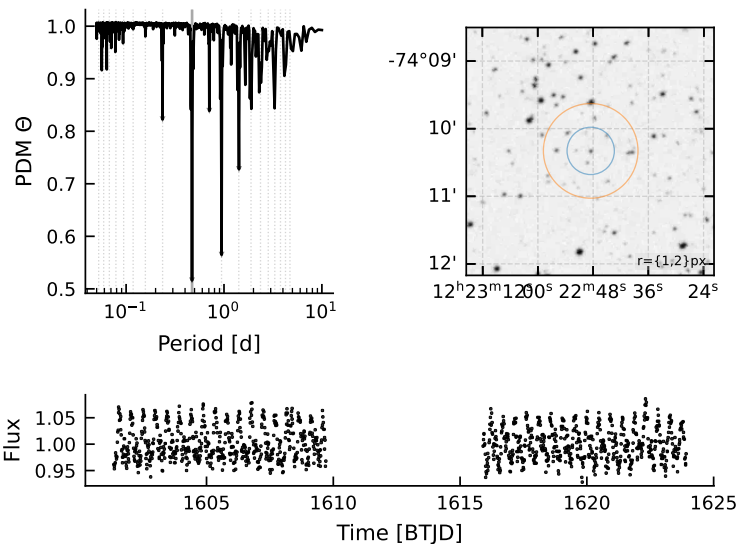 1.0
0.9
0.8
0.7
0.6
0.5
PDM Θ
10⁻¹ 10⁰ 10¹
Period [d]
-74°09'
10'
11'
12'
r={1,2}px
12ʰ23ᵐ12ˢ 00ˢ 22ᵐ48ˢ 36ˢ 24ˢ
1.05
1.00
0.95
Flux
1605 1610 1615 1620 1625
Time [BTJD]